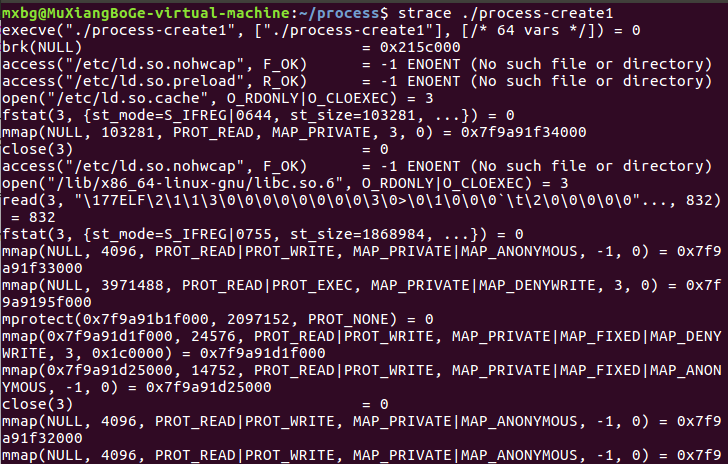 mxbg@MuXiangBoGe-virtual-machine:~/process$ strace ./process-create1
execve("./process-create1", ["./process-create1"], [/* 64 vars */]) = 0
brk(NULL)                               = 0x215c000
access("/etc/ld.so.nohwcap", F_OK)      = -1 ENOENT (No such file or directory)
access("/etc/ld.so.preload", R_OK)      = -1 ENOENT (No such file or directory)
open("/etc/ld.so.cache", O_RDONLY|O_CLOEXEC) = 3
fstat(3, {st_mode=S_IFREG|0644, st_size=103281, ...}) = 0
mmap(NULL, 103281, PROT_READ, MAP_PRIVATE, 3, 0) = 0x7f9a91f34000
close(3)                                = 0
access("/etc/ld.so.nohwcap", F_OK)      = -1 ENOENT (No such file or directory)
open("/lib/x86_64-linux-gnu/libc.so.6", O_RDONLY|O_CLOEXEC) = 3
read(3, "\177ELF\2\1\1\3\0\0\0\0\0\0\0\0\3\0>\0\1\0\0\0`\t\2\0\0\0\0\0"..., 832)
= 832
fstat(3, {st_mode=S_IFREG|0755, st_size=1868984, ...}) = 0
mmap(NULL, 4096, PROT_READ|PROT_WRITE, MAP_PRIVATE|MAP_ANONYMOUS, -1, 0) = 0x7f9
a91f33000
mmap(NULL, 3971488, PROT_READ|PROT_EXEC, MAP_PRIVATE|MAP_DENYWRITE, 3, 0) = 0x7f
9a9195f000
mprotect(0x7f9a91b1f000, 2097152, PROT_NONE) = 0
mmap(0x7f9a91d1f000, 24576, PROT_READ|PROT_WRITE, MAP_PRIVATE|MAP_FIXED|MAP_DENY
WRITE, 3, 0x1c0000) = 0x7f9a91d1f000
mmap(0x7f9a91d25000, 14752, PROT_READ|PROT_WRITE, MAP_PRIVATE|MAP_FIXED|MAP_ANON
YMOUS, -1, 0) = 0x7f9a91d25000
close(3)                                = 0
mmap(NULL, 4096, PROT_READ|PROT_WRITE, MAP_PRIVATE|MAP_ANONYMOUS, -1, 0) = 0x7f9
a91f32000
mmap(NULL, 4096, PROT_READ|PROT_WRITE, MAP_PRIVATE|MAP_ANONYMOUS, -1, 0) = 0x7f9